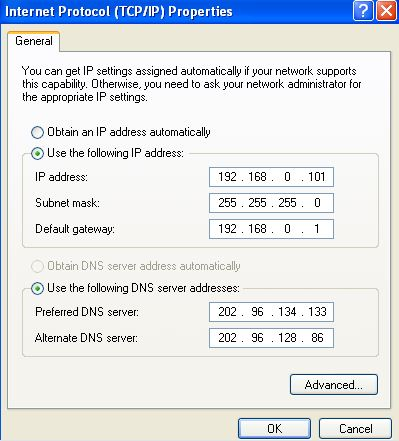 Internet Protocol (TCP/IP) Properties
General
You can get IP settings assigned automatically if your network supports
this capability. Otherwise, you need to ask your network administrator for
the appropriate IP settings.
Obtain an IP address automatically
Use the following IP address:
IP address: 192 . 168 . 0 . 101
Subnet mask: 255 . 255 . 255 . 0
Default gateway: 192 . 168 . 0 . 1
Obtain DNS server address automatically
Use the following DNS server addresses:
Preferred DNS server: 202 . 96 . 134 . 133
Alternate DNS server: 202 . 96 . 128 . 86
Advanced...
OK Cancel